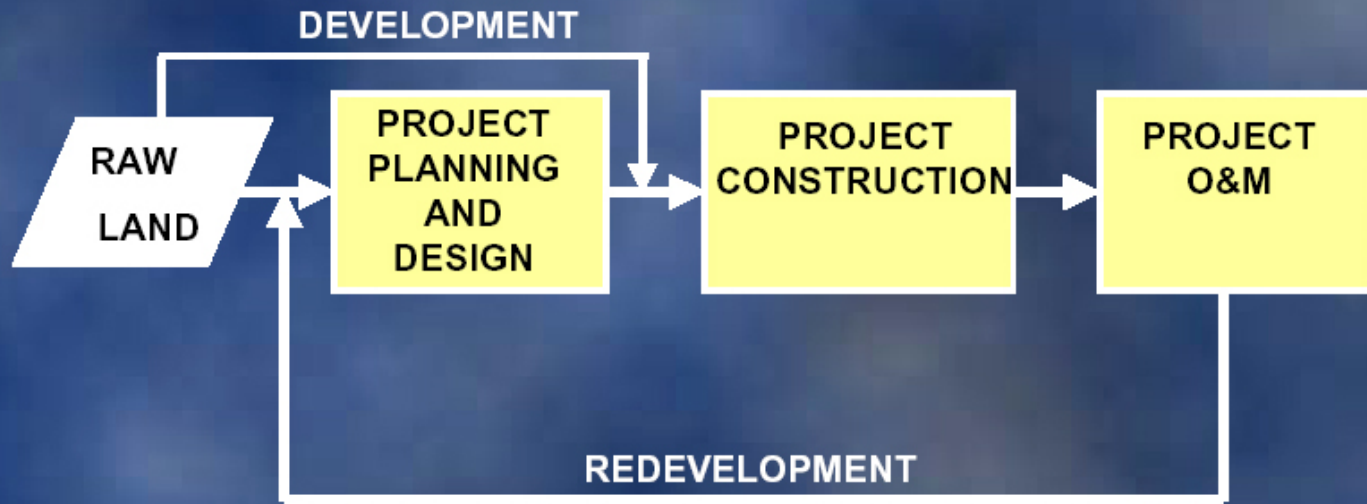 DEVELOPMENT
RAW
LAND
PROJECT
PLANNING
AND
DESIGN
PROJECT
CONSTRUCTION
PROJECT
O&M
REDEVELOPMENT